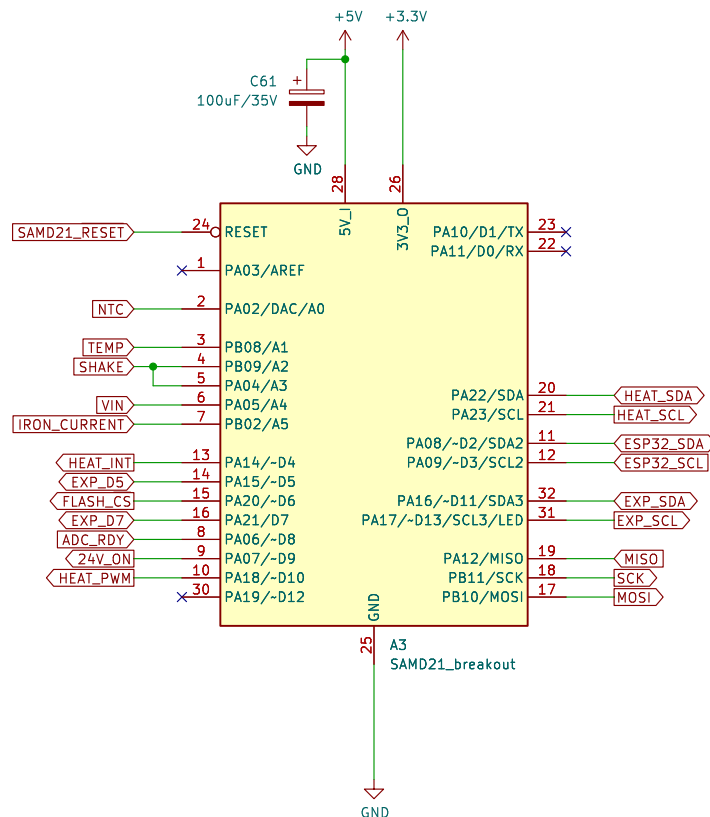 +5V
+3.3V
C61
+
100uF/35V
GND
28
26
5V_I
3V3_O
SAMD21_RESET 24 RESET
PA10/D1/TX 23
PA11/D0/RX 22
1 PA03/AREF
NTC 2 PA02/DAC/A0
TEMP 3 PB08/A1
SHAKE 4 PB09/A2
5 PA04/A3
VIN 6 PA05/A4
IRON_CURRENT 7 PB02/A5
PA22/SDA 20 HEAT_SDA
PA23/SCL 21 HEAT_SCL
PA08/~D2/SDA2 11 ESP32_SDA
PA09/~D3/SCL2 12 ESP32_SCL
HEAT_INT 13 PA14/~D4
EXP_D5 14 PA15/~D5
FLASH_CS 15 PA20/~D6
EXP_D7 16 PA21/D7
ADC_RDY 8 PA06/~D8
24V_ON 9 PA07/~D9
HEAT_PWM 10 PA18/~D10
30 PA19/~D12
PA16/~D11/SDA3 32 EXP_SDA
PA17/~D13/SCL3/LED 31 EXP_SCL
PA12/MISO 19 MISO
PB11/SCK 18 SCK
PB10/MOSI 17 MOSI
GND
25
A3
SAMD21_breakout
GND